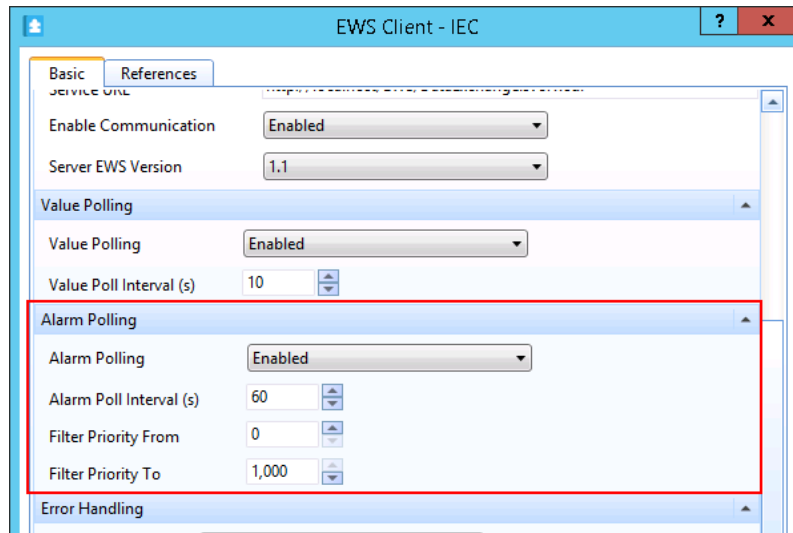 EWS Client - IEC
? x
Basic References
Service URL
Enable Communication Enabled
Server EWS Version 1.1
Value Polling
Value Polling Enabled
Value Poll Interval (s) 10
Alarm Polling
Alarm Polling Enabled
Alarm Poll Interval (s) 60
Filter Priority From 0
Filter Priority To 1,000
Error Handling